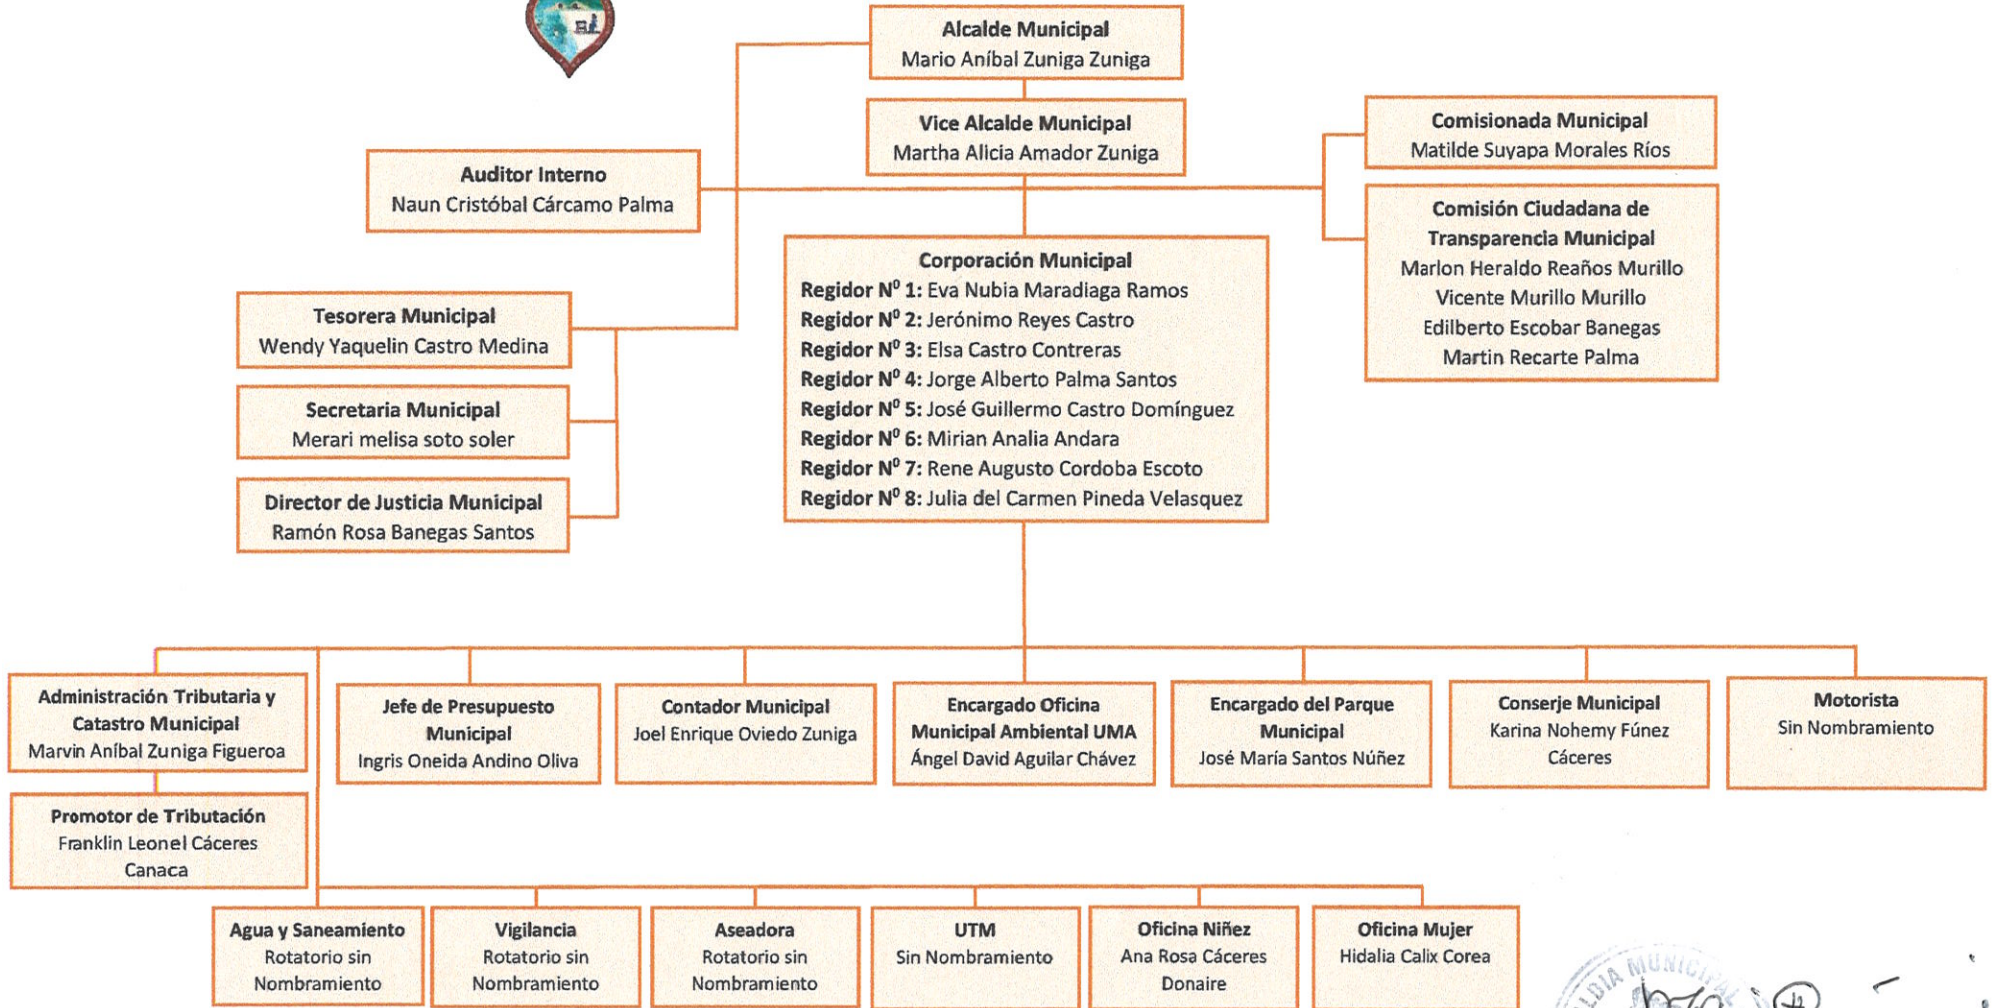 Alcalde Municipal
Mario Aníbal Zuniga Zuniga
Vice Alcalde Municipal
Martha Alicia Amador Zuniga
Comisionada Municipal
Matilde Suyapa Morales Ríos
Auditor Interno
Naun Cristóbal Cárcamo Palma
Comisión Ciudadana de
Transparencia Municipal
Marlon Heraldo Reaños Murillo
Vicente Murillo Murillo
Edilberto Escobar Banegas
Martin Recarte Palma
Corporación Municipal
Regidor Nº 1: Eva Nubia Maradiaga Ramos
Regidor Nº 2: Jerónimo Reyes Castro
Regidor Nº 3: Elsa Castro Contreras
Regidor Nº 4: Jorge Alberto Palma Santos
Regidor Nº 5: José Guillermo Castro Domínguez
Regidor Nº 6: Mirian Analia Andara
Regidor Nº 7: Rene Augusto Cordoba Escoto
Regidor Nº 8: Julia del Carmen Pineda Velasquez
Tesorera Municipal
Wendy Yaquelin Castro Medina
Secretaria Municipal
Merari melisa soto soler
Director de Justicia Municipal
Ramón Rosa Banegas Santos
Administración Tributaria y
Catastro Municipal
Marvin Aníbal Zuniga Figueroa
Promotor de Tributación
Franklin Leonel Cáceres
Canaca
Jefe de Presupuesto
Municipal
Ingris Oneida Andino Oliva
Contador Municipal
Joel Enrique Oviedo Zuniga
Encargado Oficina
Municipal Ambiental UMA
Ángel David Aguilar Chávez
Encargado del Parque
Municipal
José María Santos Núñez
Conserje Municipal
Karina Nohemy Fúnez
Cáceres
Motorista
Sin Nombramiento
Agua y Saneamiento
Rotatorio sin
Nombramiento
Vigilancia
Rotatorio sin
Nombramiento
Aseadora
Rotatorio sin
Nombramiento
UTM
Sin Nombramiento
Oficina Niñez
Ana Rosa Cáceres
Donaire
Oficina Mujer
Hidalia Calix Corea